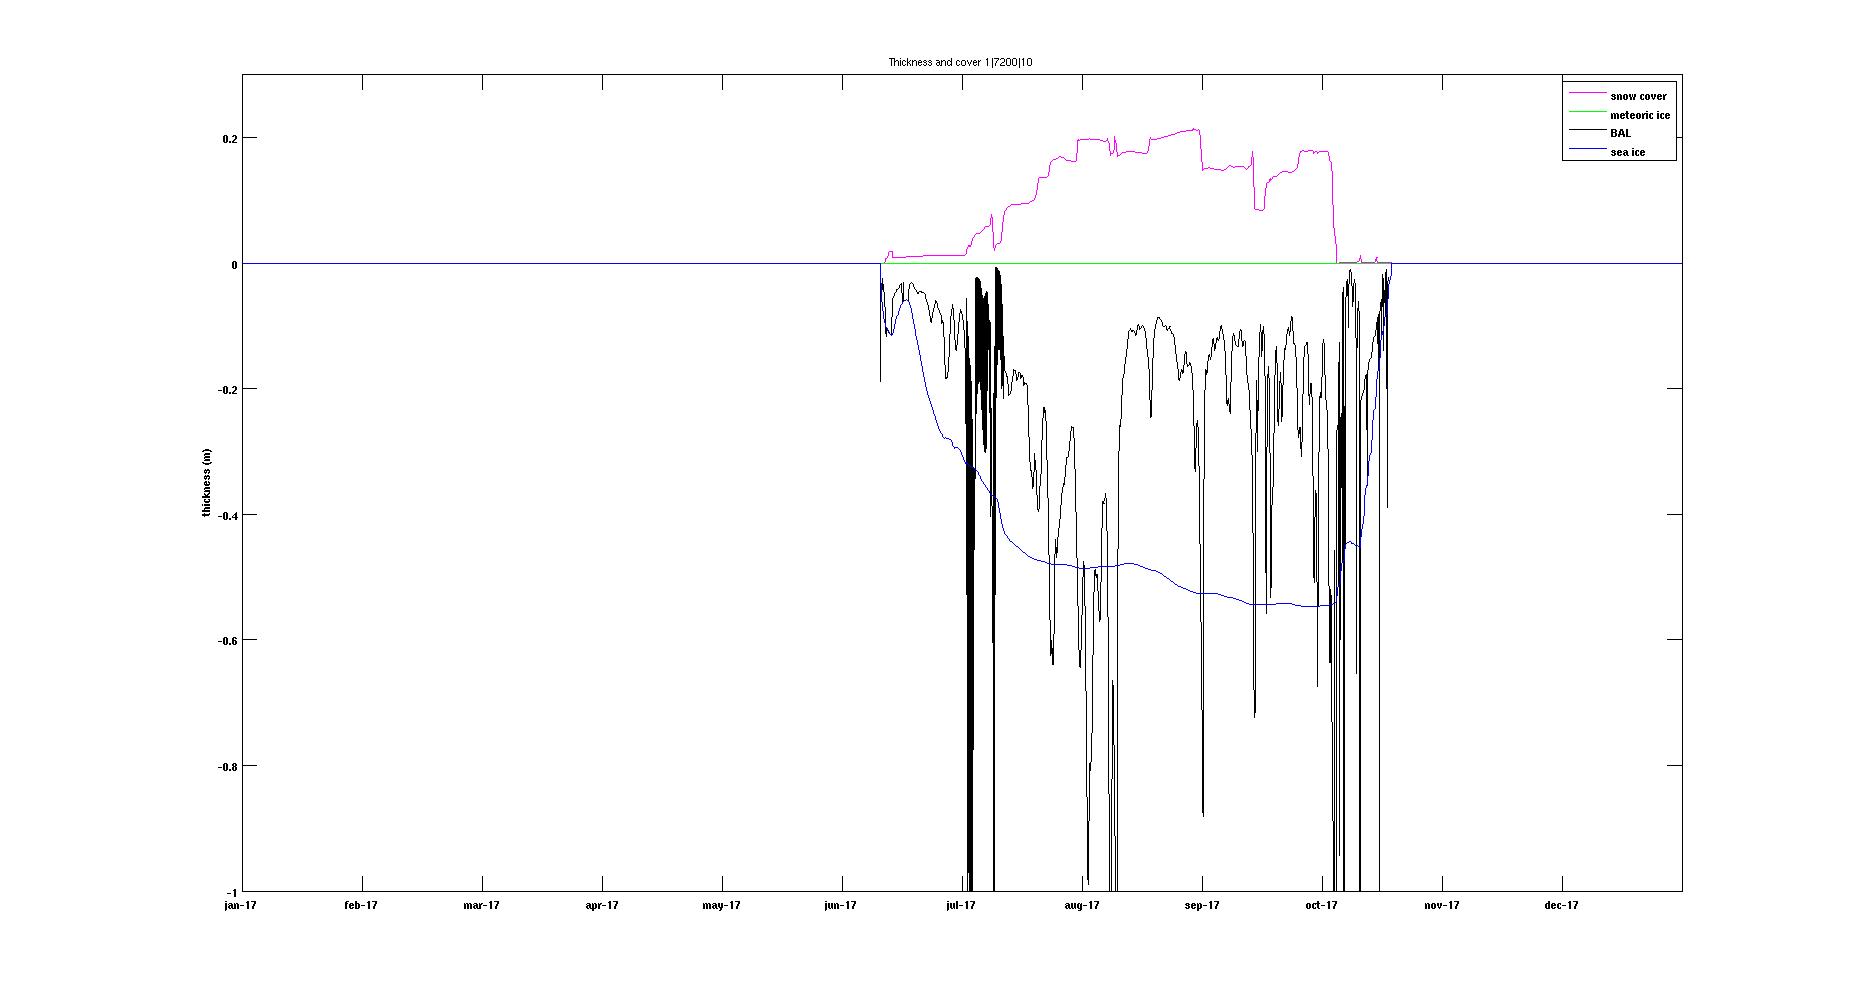 Thickness and cover 1|7200|10
snow cover
meteoric ice
BAL
sea ice
thickness (m)
0.2
0
-0.2
-0.4
-0.6
-0.8
-1
jan-17 feb-17 mar-17 apr-17 may-17 jun-17 jul-17 aug-17 sep-17 oct-17 nov-17 dec-17